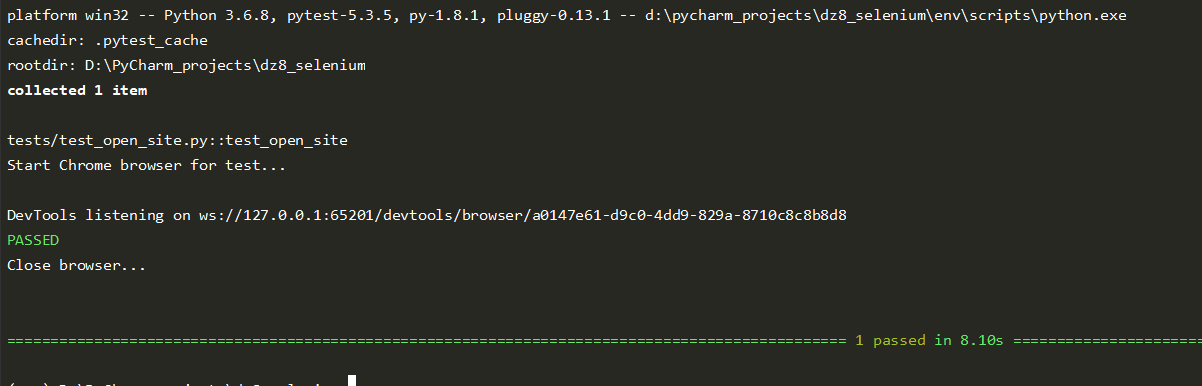 platform win32 -- Python 3.6.8, pytest-5.3.5, py-1.8.1, pluggy-0.13.1 -- d:\pycharm_projects\dz8_selenium\env\scripts\python.exe
cachedir: .pytest_cache
rootdir: D:\PyCharm_projects\dz8_selenium
collected 1 item
tests/test_open_site.py::test_open_site
Start Chrome browser for test...
DevTools listening on ws://127.0.0.1:65201/devtools/browser/a0147e61-d9c0-4dd9-829a-8710c8c8b8d8
PASSED
Close browser...
1 passed in 8.10s